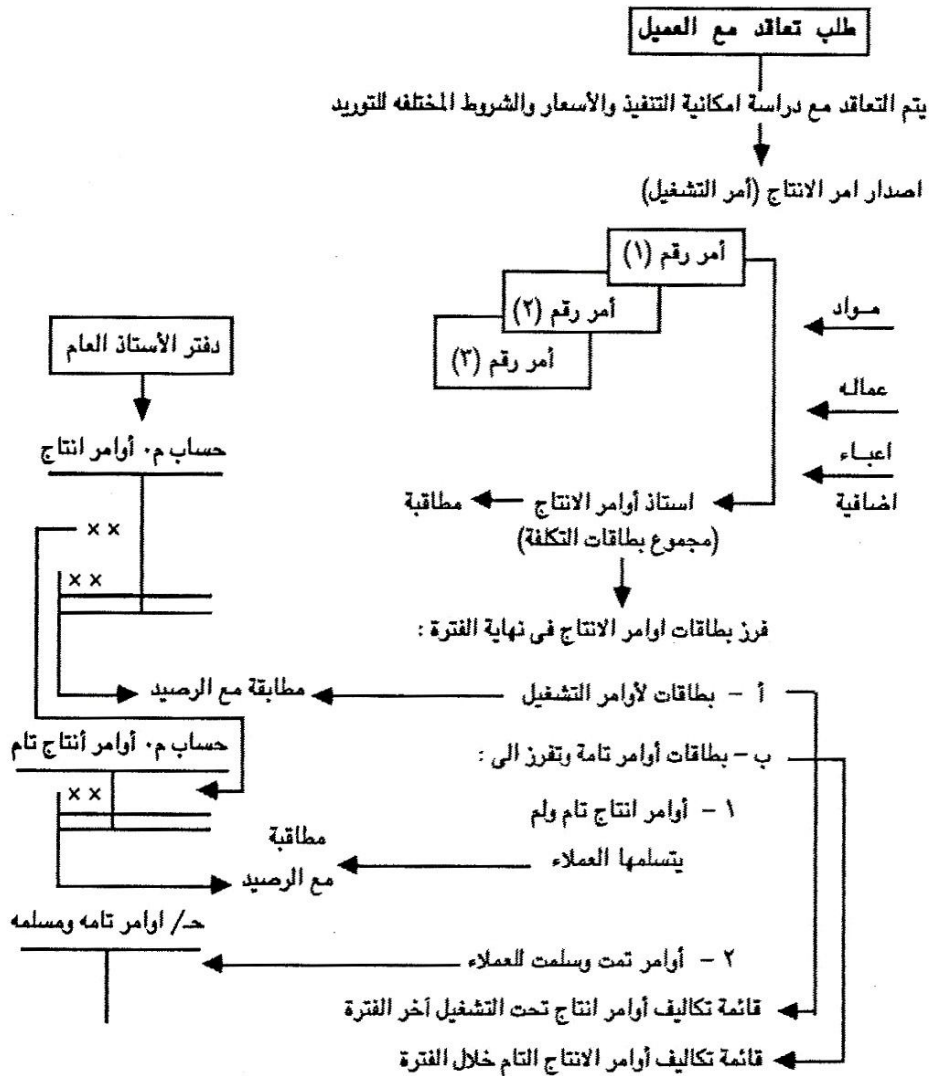 طلب تعاقد مع العميل
يتم التعاقد مع دراسة امكانية التنفيذ والأسعار والشروط المختلفه للتوريد
اصدار امر الانتاج (أمر التشغيل)
أمر رقم (١)
أمر رقم (٢)
أمر رقم (٣)
مـواد
عماله
اعبـاء
اضافية
استاذ أوامر الانتاج
مطاقبة
(مجموع بطاقات التكلفة)
فرز بطاقات اوامر الانتاج فى نهاية الفترة :
أ - بطاقات لأوامر التشغيل
مطابقة مع الرصيد
ب - بطاقات أوامر تامة وتفرز الى :
١ - أوامر انتاج تام ولم
يتسلمها العملاء
مطاقبة
مع الرصيد
٢ - أوامر تمت وسلمت للعملاء
قائمة تكاليف أوامر انتاج تحت التشغيل آخر الفترة
قائمة تكاليف أوامر الانتاج التام خلال الفترة
دفتر الأستاذ العام
حساب م. أوامر انتاج
××
××
حساب م. أوامر أنتاج تام
××
حـ/ اوامر تامه ومسلمه